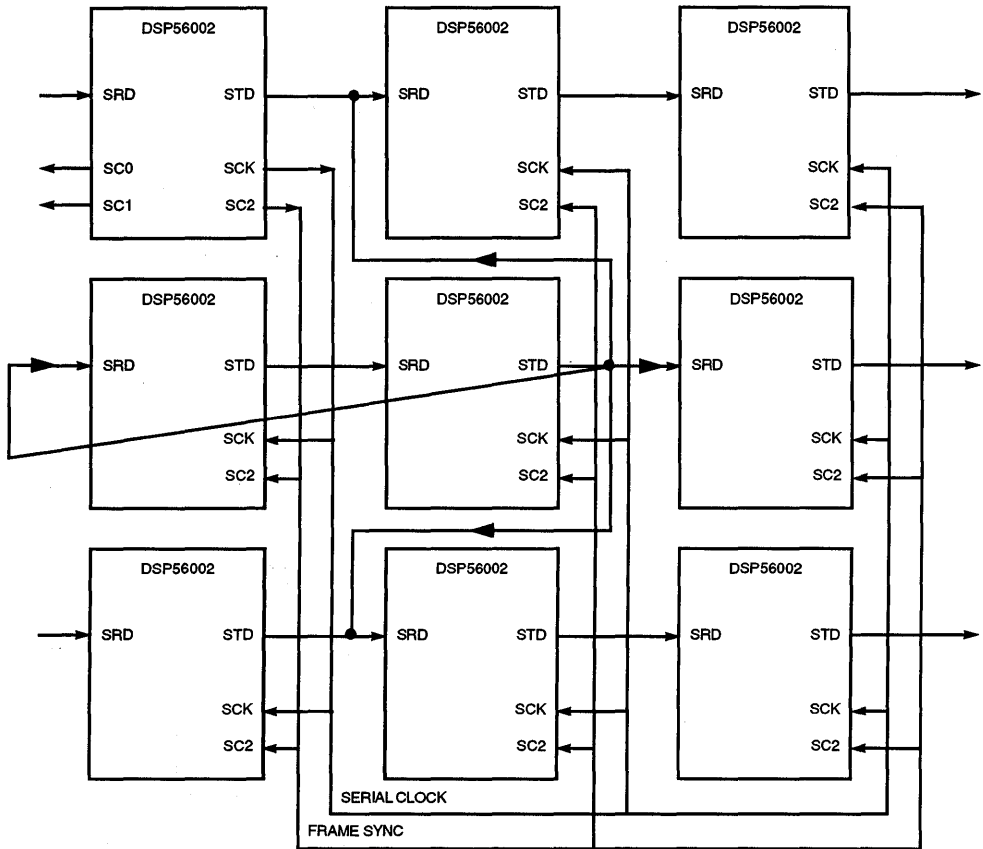 DSP56002 DSP56002 DSP56002
SRD STD SRD STD SRD STD
SC0 SCK SCK SCK
SC1 SC2 SC2 SC2
DSP56002 DSP56002 DSP56002
SRD STD SRD STD SRD STD
SCK SCK SCK
SC2 SC2 SC2
DSP56002 DSP56002 DSP56002
SRD STD SRD STD SRD STD
SCK SCK SCK
SC2 SC2 SC2
SERIAL CLOCK
FRAME SYNC